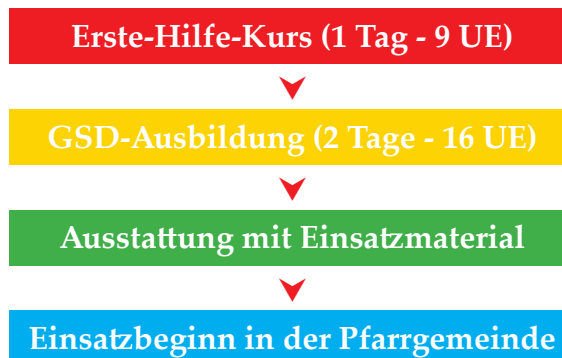 Erste-Hilfe-Kurs (1 Tag - 9 UE)
GSD-Ausbildung (2 Tage - 16 UE)
Ausstattung mit Einsatzmaterial
Einsatzbeginn in der Pfarrgemeinde